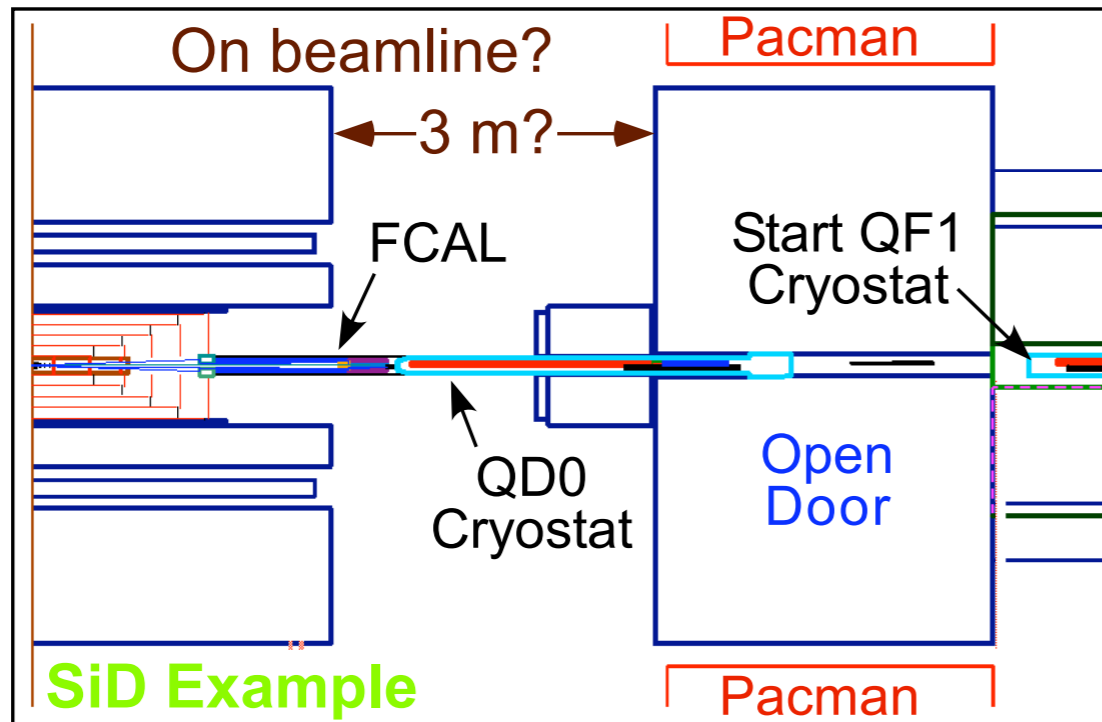 On beamline?
Pacman
3 m?
FCAL
Start QF1
Cryostat
QD0
Cryostat
Open
Door
SiD Example
Pacman